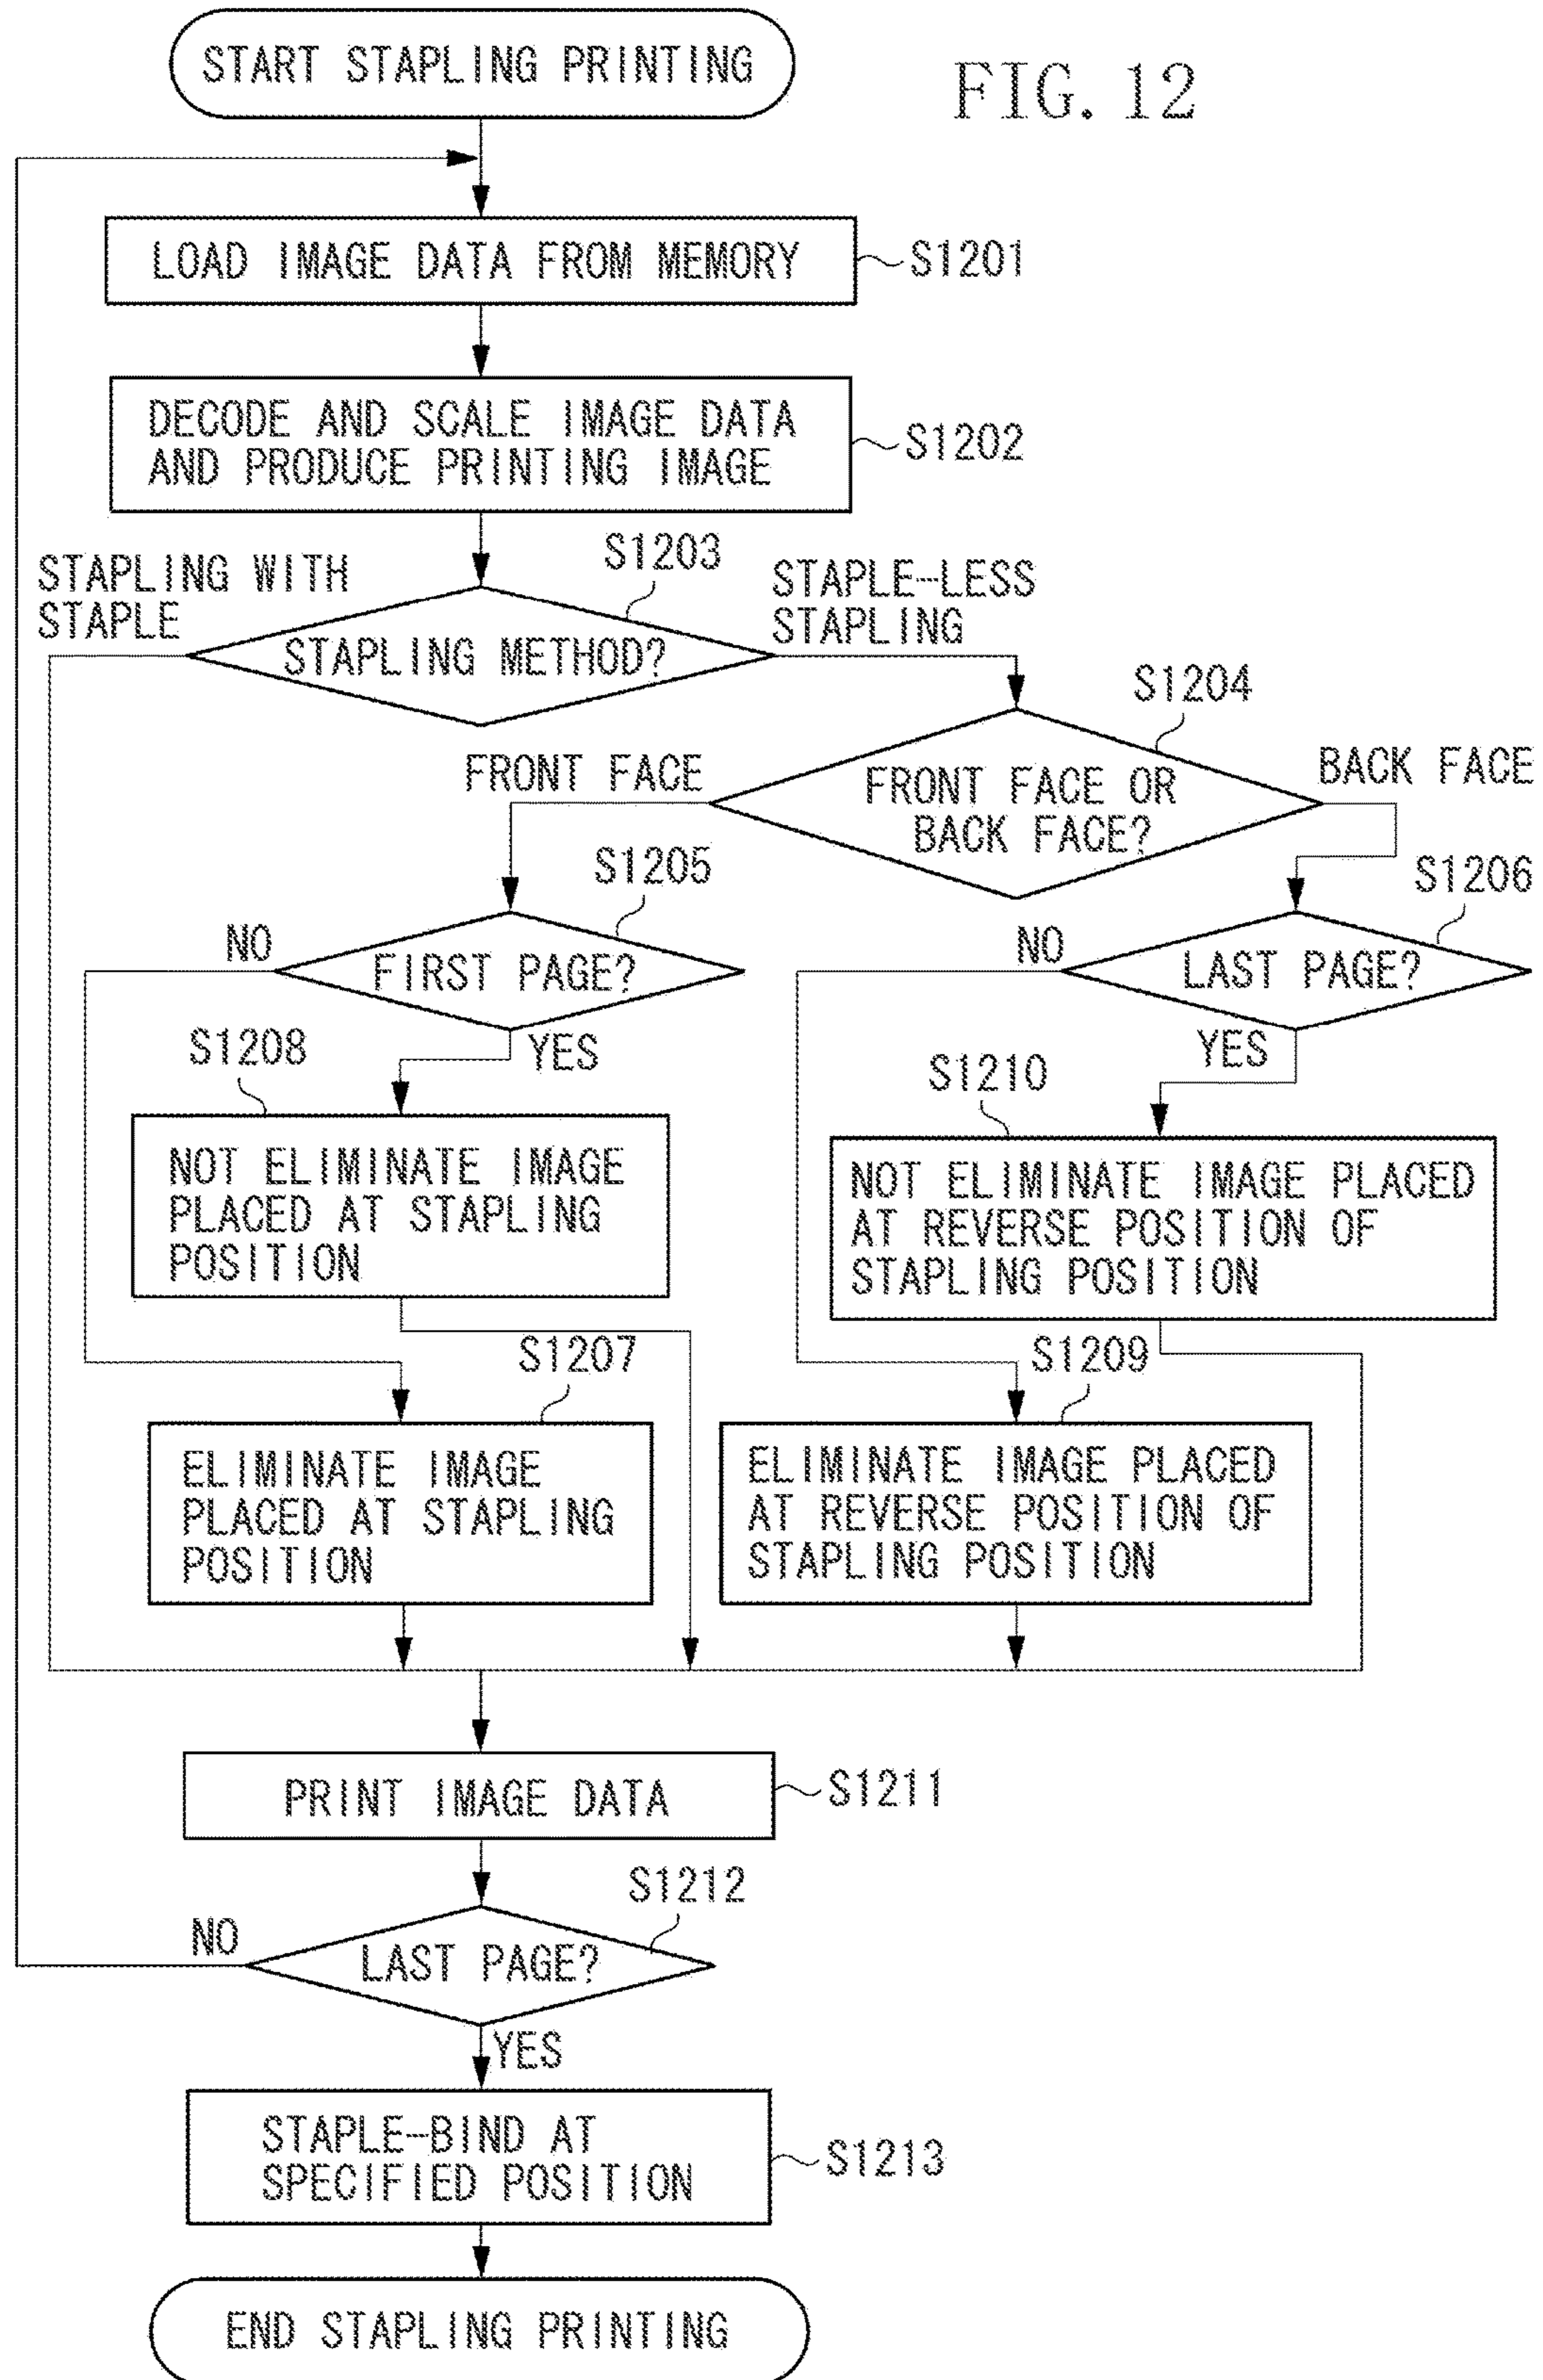 START STAPLING PRINTING
FIG. 12
LOAD IMAGE DATA FROM MEMORY
S1201
DECODE AND SCALE IMAGE DATA
AND PRODUCE PRINTING IMAGE
S1202
STAPLING WITH
STAPLE
S1203
STAPLE-LESS
STAPLING
STAPLING METHOD?
S1204
FRONT FACE
FRONT FACE OR
BACK FACE?
BACK FACE
S1205
S1206
NO
FIRST PAGE?
NO
LAST PAGE?
S1208
YES
YES
S1210
NOT ELIMINATE IMAGE
PLACED AT STAPLING
POSITION
NOT ELIMINATE IMAGE PLACED
AT REVERSE POSITION OF
STAPLING POSITION
S1207
S1209
ELIMINATE IMAGE
PLACED AT STAPLING
POSITION
ELIMINATE IMAGE PLACED
AT REVERSE POSITION OF
STAPLING POSITION
PRINT IMAGE DATA
S1211
S1212
NO
LAST PAGE?
YES
STAPLE-BIND AT
SPECIFIED POSITION
S1213
END STAPLING PRINTING